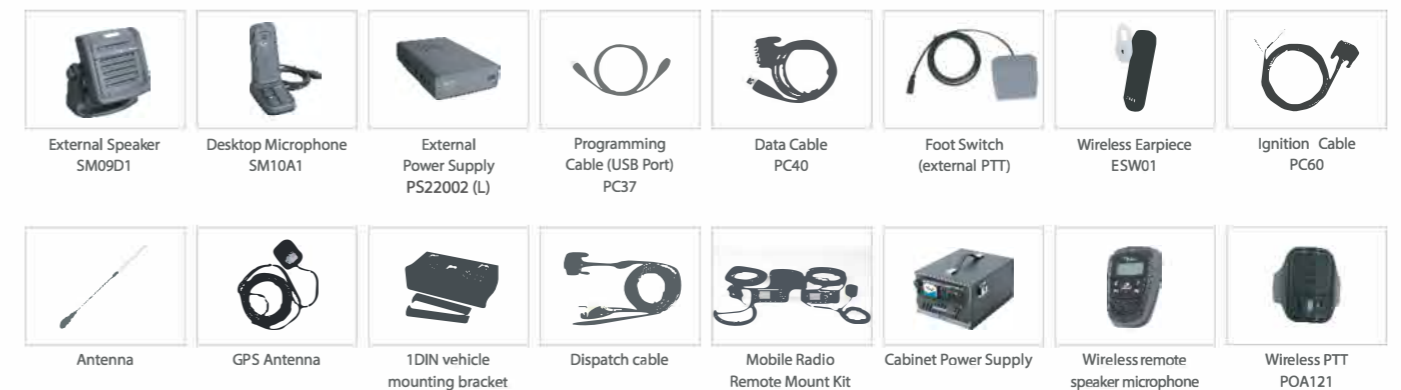 External Speaker
SM09D1
Desktop Microphone
SM10A1
External
Power Supply
PS22002 (L)
Programming
Cable (USB Port)
PC37
Data Cable
PC40
Foot Switch
(external PTT)
Wireless Earpiece
ESW01
Ignition Cable
PC60
Antenna
GPS Antenna
1DIN vehicle
mounting bracket
Dispatch cable
Mobile Radio
Remote Mount Kit
Cabinet Power Supply
Wireless remote
speaker microphone
Wireless PTT
POA121